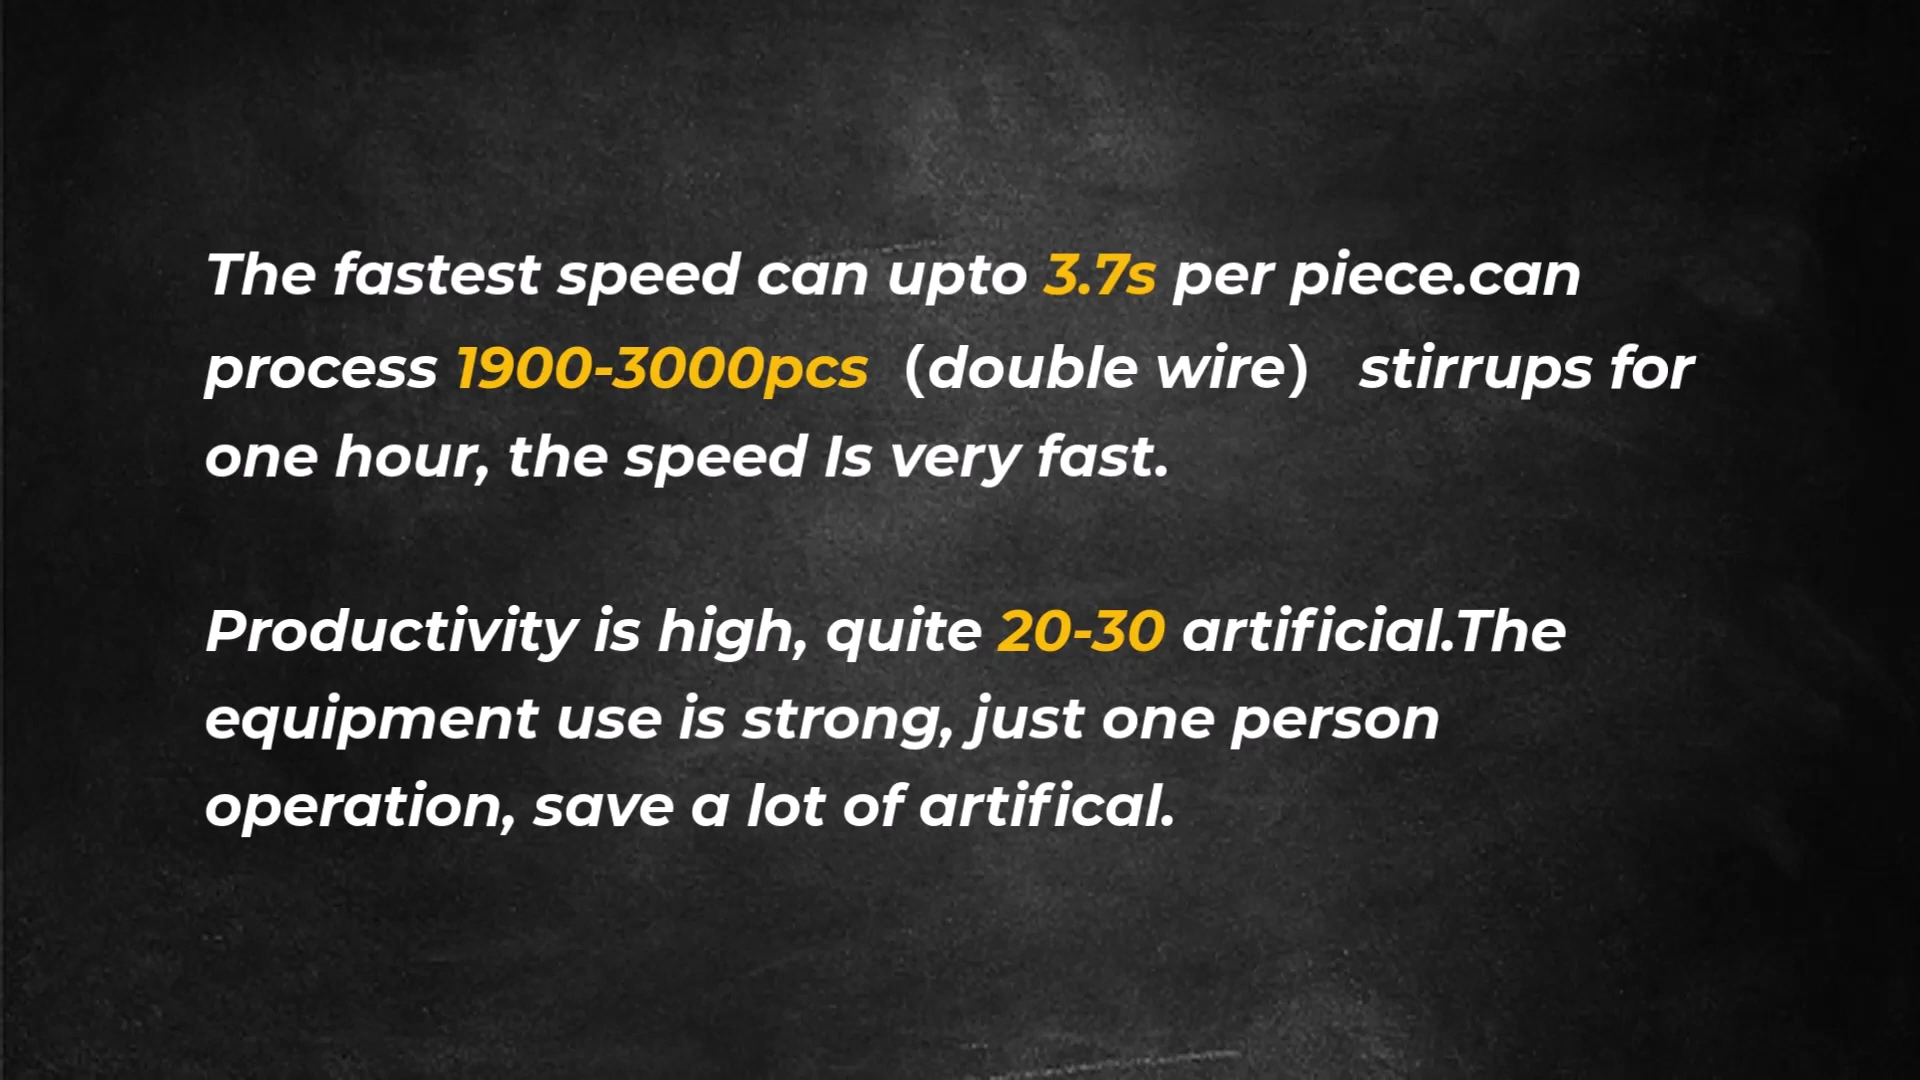 The fastest speed can upto 3.7s per piece.can
process 1900-3000pcs（double wire） stirrups for
one hour, the speed Is very fast.
Productivity is high, quite 20-30 artificial.The
equipment use is strong, just one person
operation, save a lot of artifical.